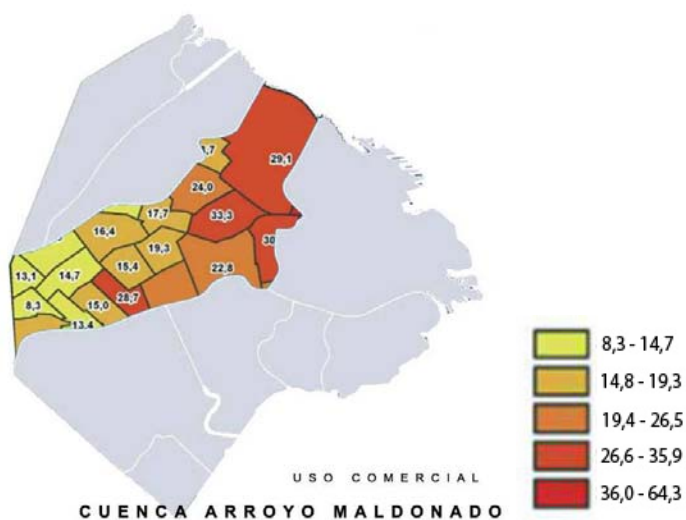 29,1
24,0
33,3
17,7
16,4
19,3
22,8
13,1
14,7
15,4
28,7
8,3
15,0
13,4
8,3 - 14,7
14,8 - 19,3
19,4 - 26,5
26,6 - 35,9
36,0 - 64,3
USO COMERCIAL
CUENCA ARROYO MALDONADO